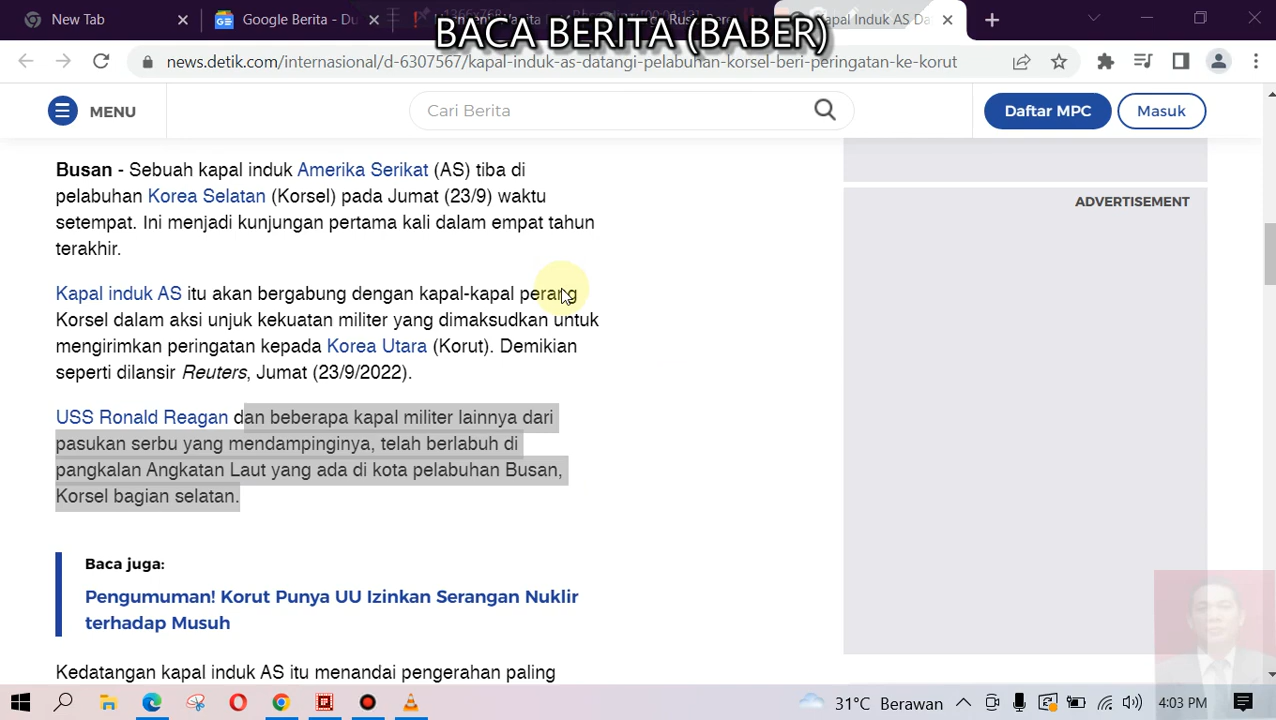 New Tab
Google Berita - Du
Kapal Induk AS Da
BACA BERITA (BABER)
news.detik.com/internasional/d-6307567/kapal-induk-as-datangi-pelabuhan-korsel-beri-peringatan-ke-korut
MENU
Cari Berita
Daftar MPC
Masuk
Busan - Sebuah kapal induk Amerika Serikat (AS) tiba di
pelabuhan Korea Selatan (Korsel) pada Jumat (23/9) waktu
setempat. Ini menjadi kunjungan pertama kali dalam empat tahun
terakhir.
Kapal induk AS itu akan bergabung dengan kapal-kapal perang
Korsel dalam aksi unjuk kekuatan militer yang dimaksudkan untuk
mengirimkan peringatan kepada Korea Utara (Korut). Demikian
seperti dilansir Reuters, Jumat (23/9/2022).
USS Ronald Reagan dan beberapa kapal militer lainnya dari
pasukan serbu yang mendampinginya, telah berlabuh di
pangkalan Angkatan Laut yang ada di kota pelabuhan Busan,
Korsel bagian selatan.
Baca juga:
Pengumuman! Korut Punya UU Izinkan Serangan Nuklir
terhadap Musuh
Kedatangan kapal induk AS itu menandai pengerahan paling
ADVERTISEMENT
31°C Berawan
4:03 PM